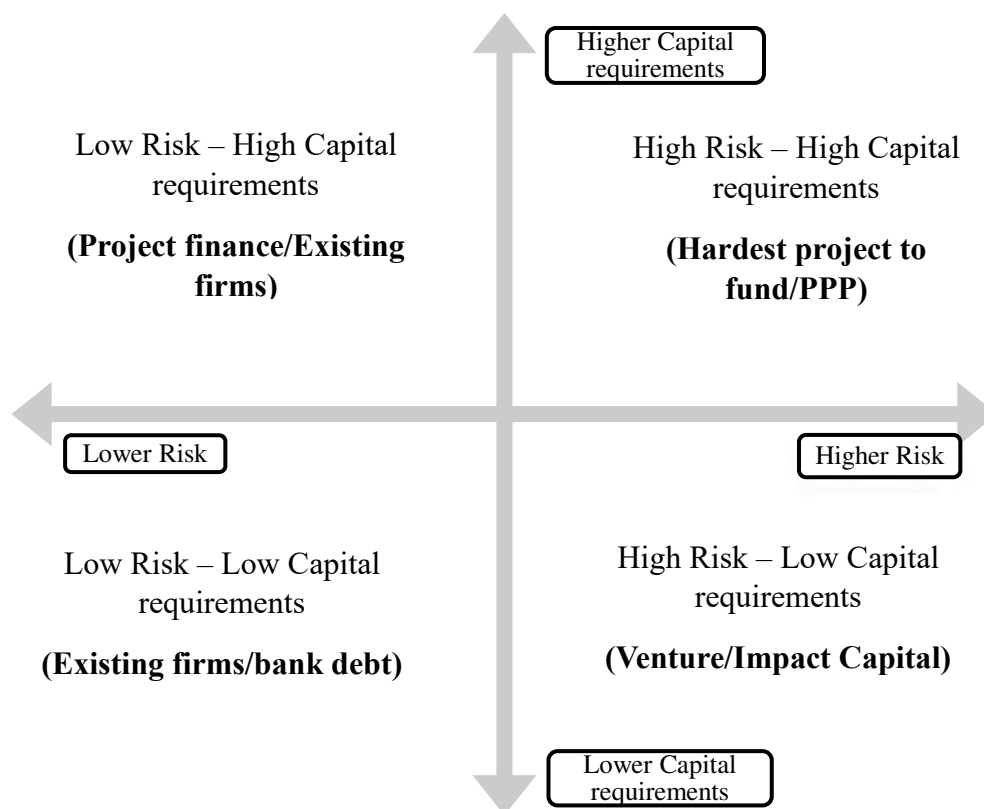 Higher Capital
requirements
Low Risk – High Capital
requirements
(Project finance/Existing
firms)
High Risk – High Capital
requirements
(Hardest project to
fund/PPP)
Lower Risk
Higher Risk
Low Risk – Low Capital
requirements
(Existing firms/bank debt)
High Risk – Low Capital
requirements
(Venture/Impact Capital)
Lower Capital
requirements